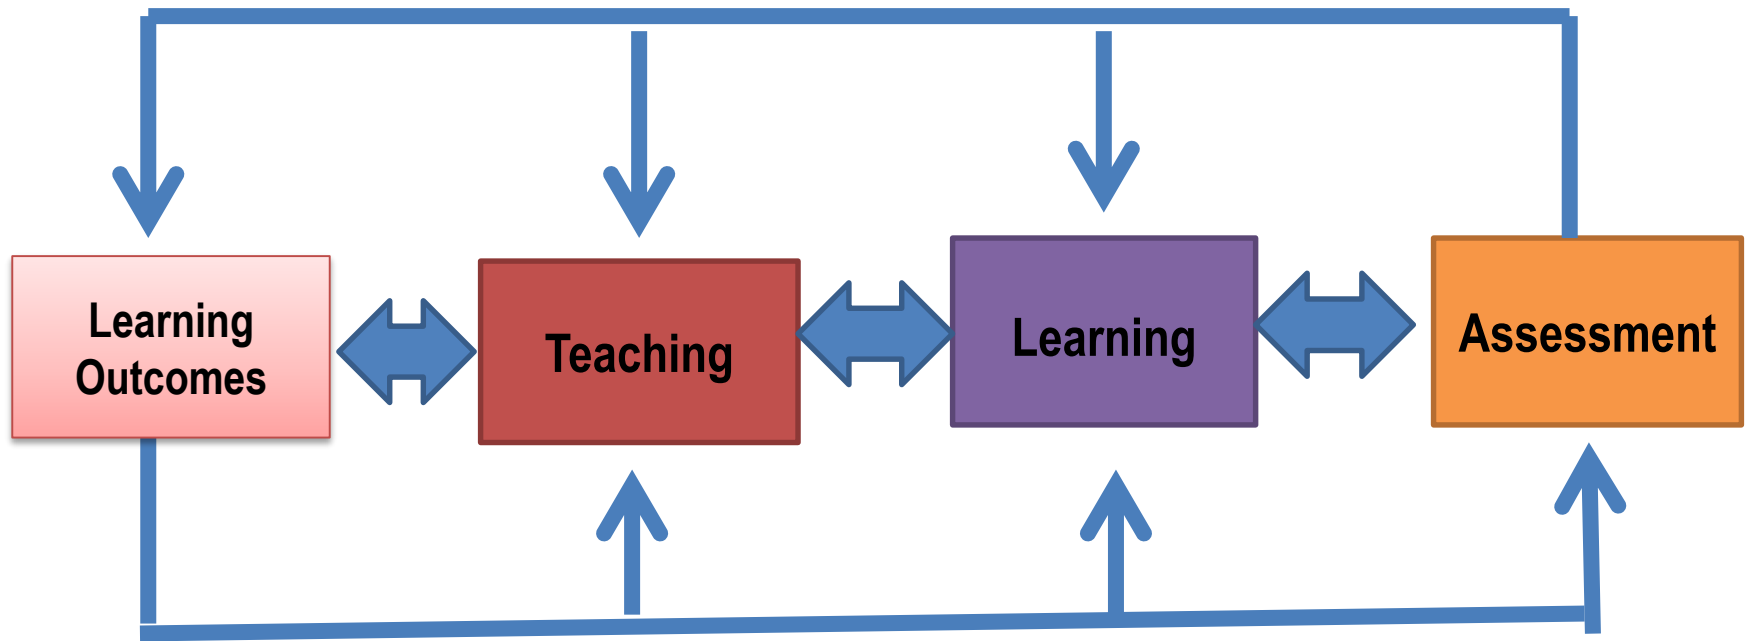 Learning
Outcomes
Teaching
Learning
Assessment